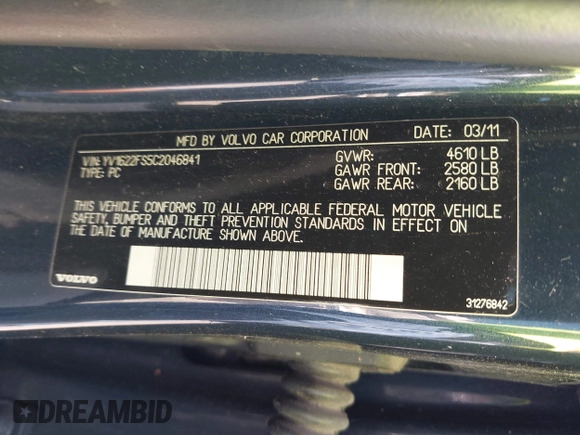 MFD BY VOLVO CAR CORPORATION DATE: 03/11
VIN: YV1622FS5C2046841 GVWR: 4610 LB
TYPE: PC GAWR FRONT: 2580 LB
GAWR REAR: 2160 LB
THIS VEHICLE CONFORMS TO ALL APPLICABLE FEDERAL MOTOR VEHICLE
SAFETY, BUMPER AND THEFT PREVENTION STANDARDS IN EFFECT ON
THE DATE OF MANUFACTURE SHOWN ABOVE.
VOLVO
31276842
DREAMBID